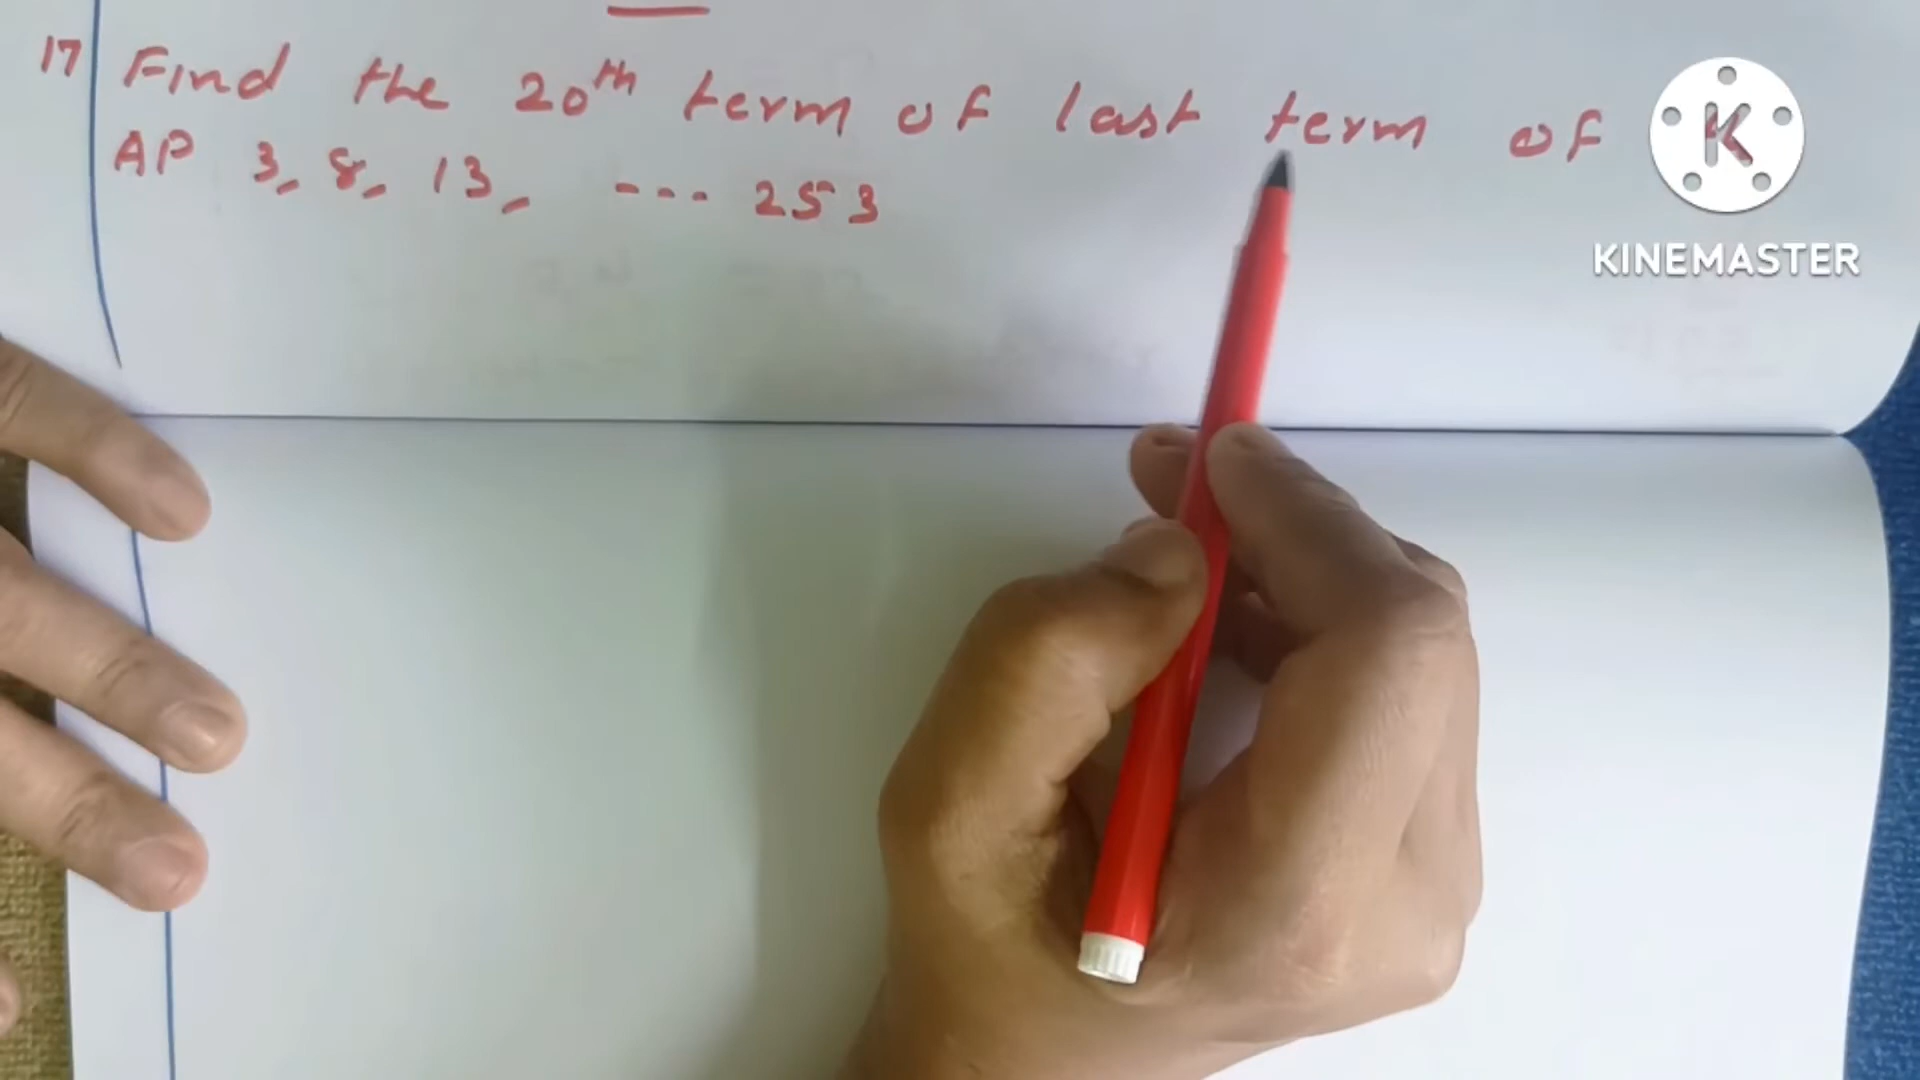 17 Find the 20th term of last term of
AP 3, 8, 13, --- 253
K
KINEMASTER